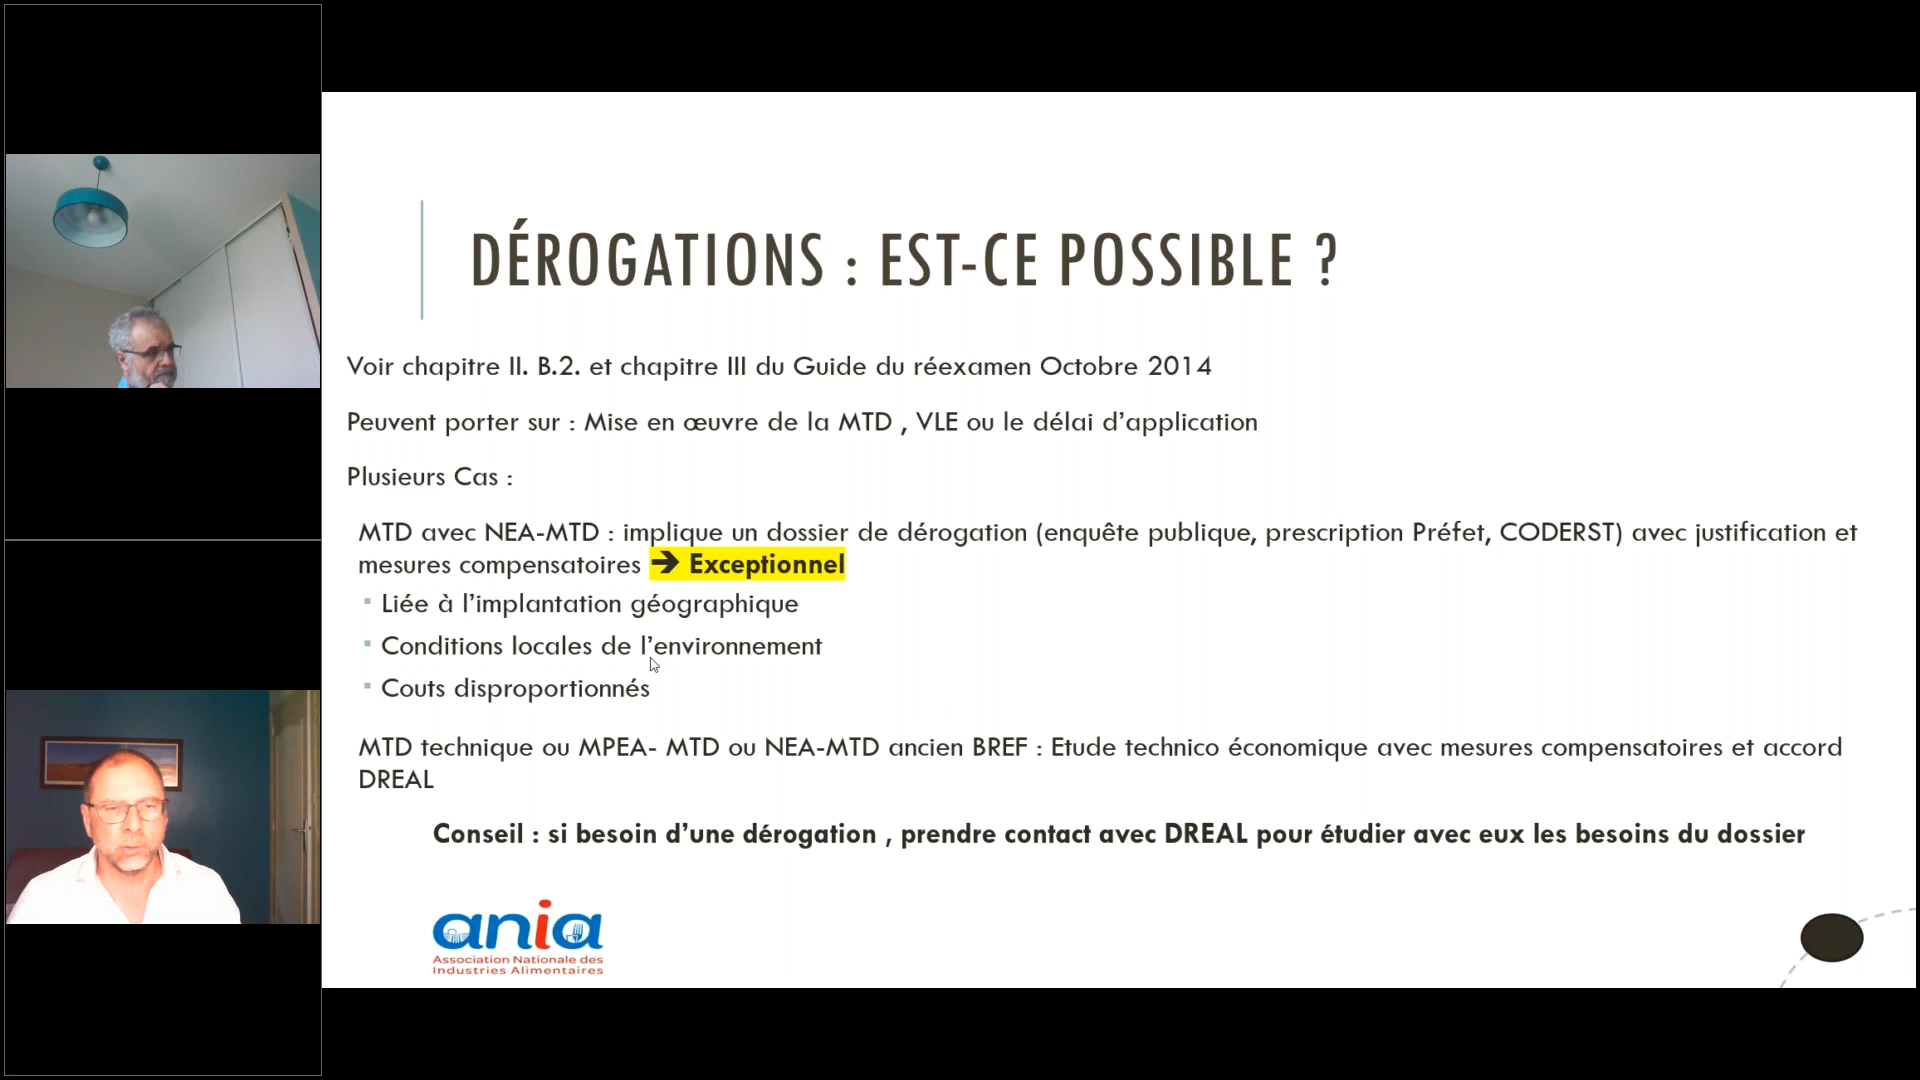 DÉROGATIONS : EST-CE POSSIBLE ?
Voir chapitre II. B.2. et chapitre III du Guide du réexamen Octobre 2014
Peuvent porter sur : Mise en œuvre de la MTD , VLE ou le délai d’application
Plusieurs Cas :
MTD avec NEA-MTD : implique un dossier de dérogation (enquête publique, prescription Préfet, CODERST) avec justification et
mesures compensatoires ➔ Exceptionnel
▪ Liée à l’implantation géographique
▪ Conditions locales de l’environnement
▪ Couts disproportionnés
MTD technique ou MPEA- MTD ou NEA-MTD ancien BREF : Etude technico économique avec mesures compensatoires et accord
DREAL
Conseil : si besoin d’une dérogation , prendre contact avec DREAL pour étudier avec eux les besoins du dossier
ania
Association Nationale des
Industries Alimentaires